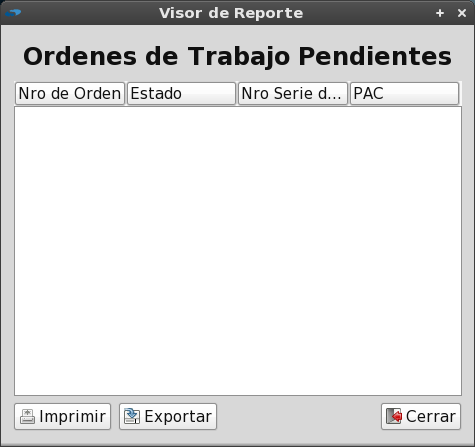 Visor de Reporte
Ordenes de Trabajo Pendientes
Nro de Orden Estado Nro Serie d... PAC
Imprimir Exportar Cerrar